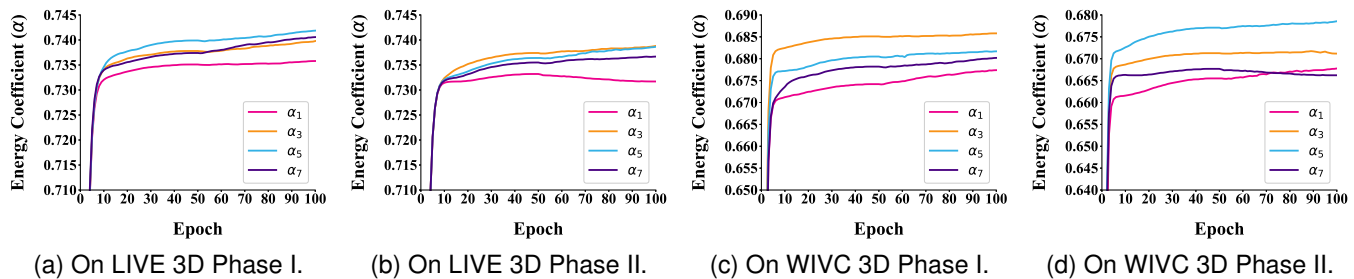 0.745
0.740
0.735
0.730
0.725
0.720
0.715
0.710
Energy Coefficient (α)
0 10 20 30 40 50 60 70 80 90 100
Epoch
α1
α3
α5
α7
(a) On LIVE 3D Phase I.
0.745
0.740
0.735
0.730
0.725
0.720
0.715
0.710
Energy Coefficient (α)
0 10 20 30 40 50 60 70 80 90 100
Epoch
α1
α3
α5
α7
(b) On LIVE 3D Phase II.
0.690
0.685
0.680
0.675
0.670
0.665
0.660
0.655
0.650
Energy Coefficient (α)
0 10 20 30 40 50 60 70 80 90 100
Epoch
α1
α3
α5
α7
(c) On WIVC 3D Phase I.
0.680
0.675
0.670
0.665
0.660
0.655
0.650
0.645
0.640
Energy Coefficient (α)
0 10 20 30 40 50 60 70 80 90 100
Epoch
α1
α3
α5
α7
(d) On WIVC 3D Phase II.